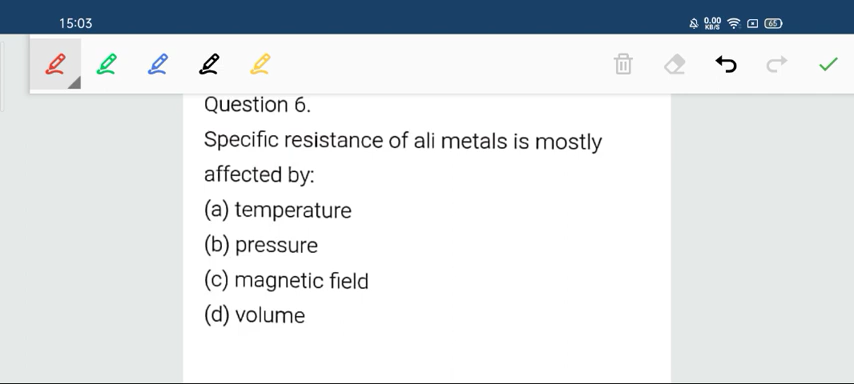 15:03
0.00
KB/S
65
Question 6.
Specific resistance of ali metals is mostly
affected by:
(a) temperature
(b) pressure
(c) magnetic field
(d) volume